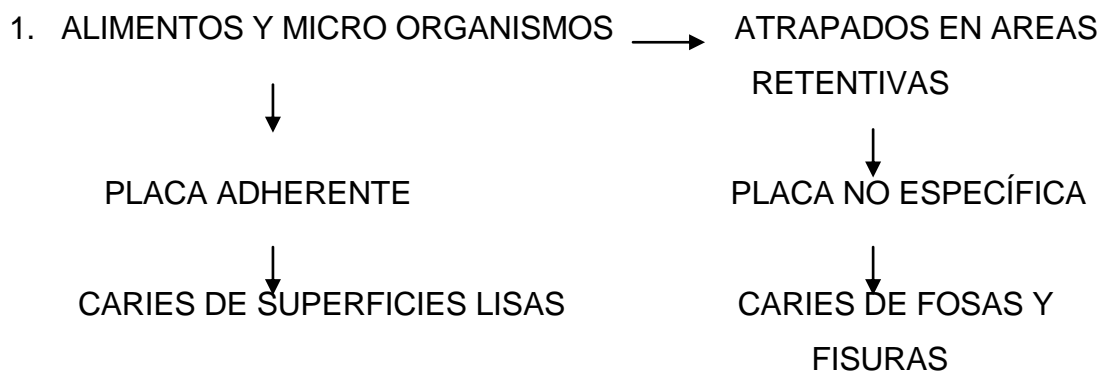 1. ALIMENTOS Y MICRO ORGANISMOS ATRAPADOS EN AREAS
RETENTIVAS
PLACA ADHERENTE PLACA NO ESPECÍFICA
CARIES DE SUPERFICIES LISAS CARIES DE FOSAS Y
FISURAS